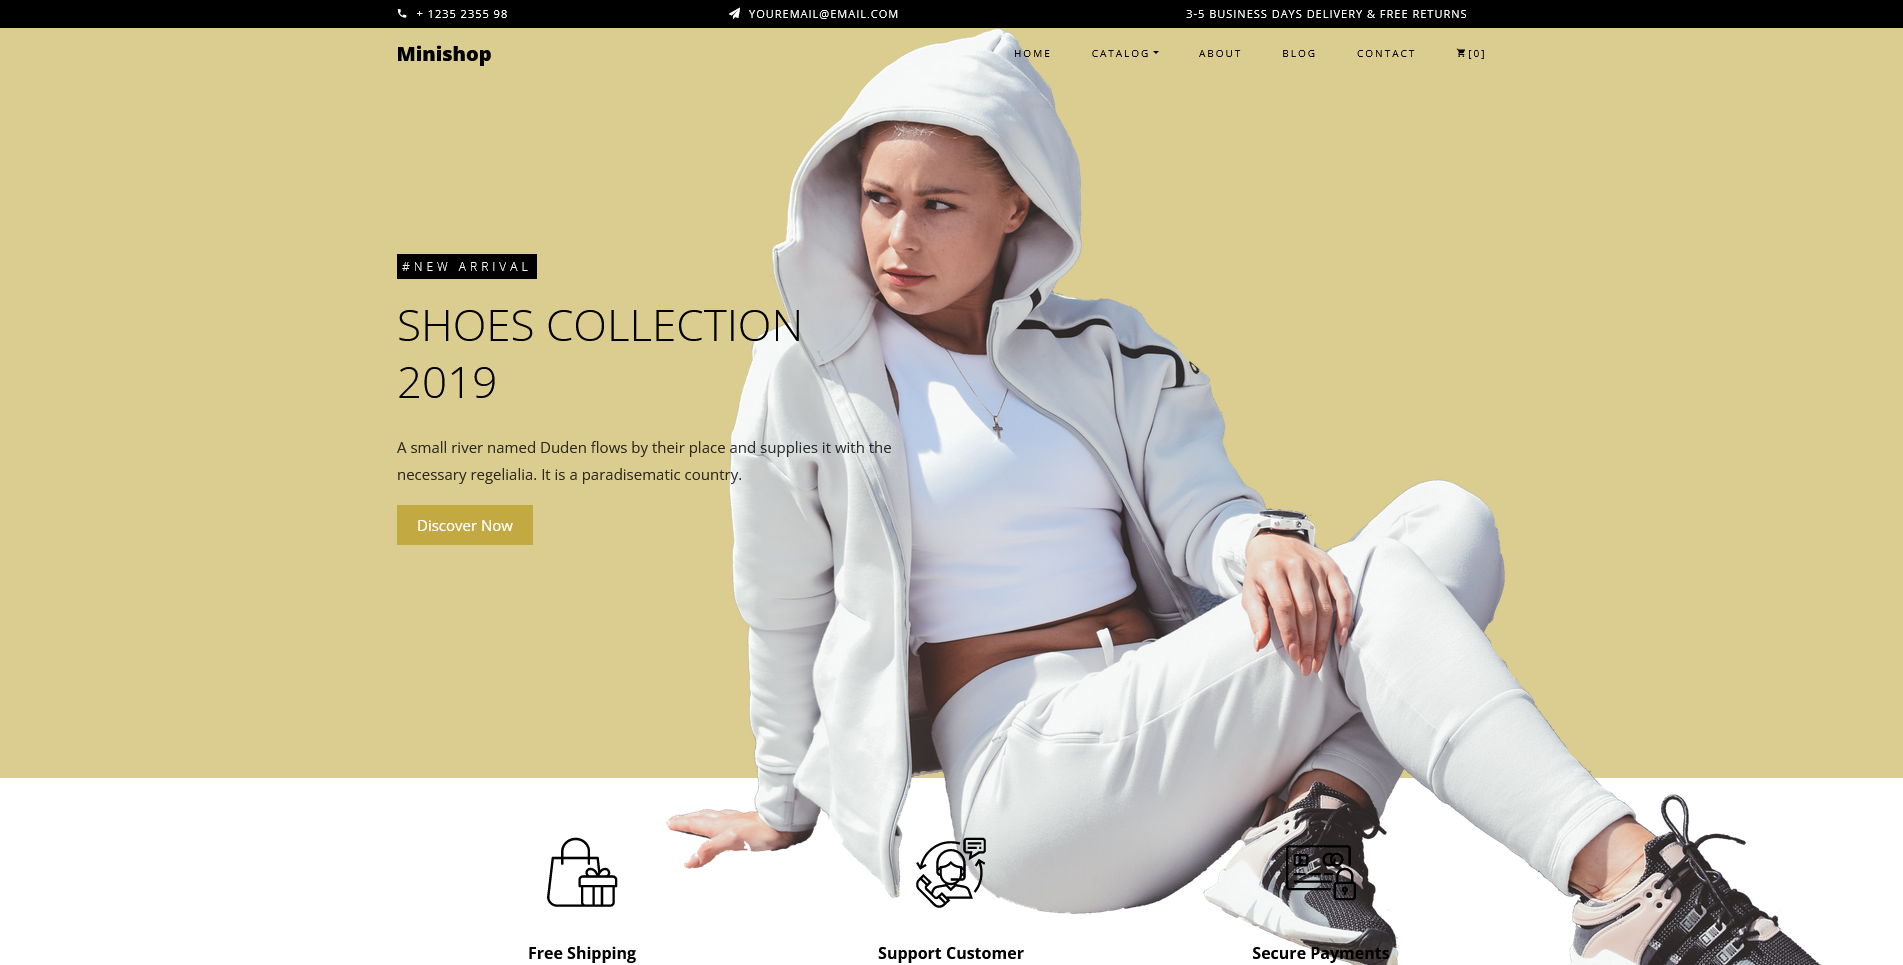 + 1235 2355 98
YOUREMAIL@EMAIL.COM
3-5 BUSINESS DAYS DELIVERY & FREE RETURNS
Minishop
HOME
CATALOG
ABOUT
BLOG
CONTACT
[0]
#NEW ARRIVAL
SHOES COLLECTION
2019
A small river named Duden flows by their place and supplies it with the
necessary regelialia. It is a paradisematic country.
Discover Now
Free Shipping
Support Customer
Secure Payments